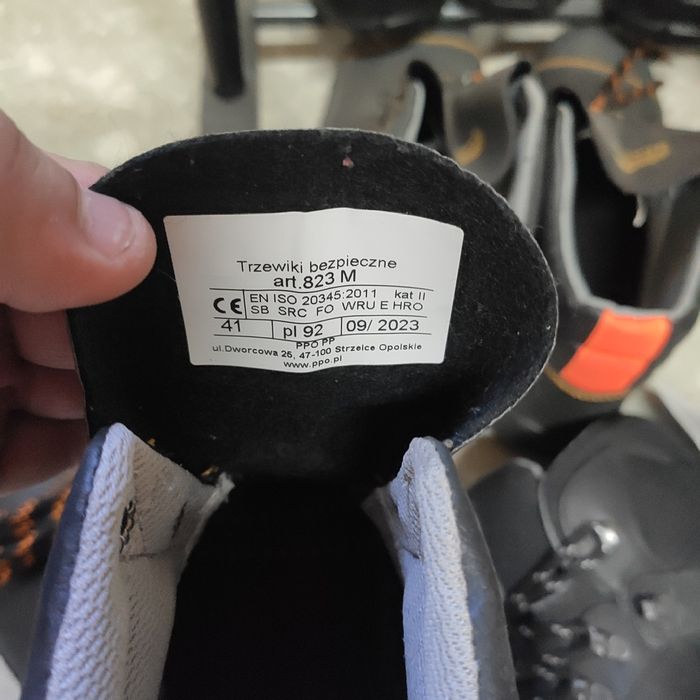 Trzewiki bezpieczne
art.823 M
CE EN ISO 20345:2011 kat II
SB SRC FO WRU E HRO
41 pl 92 09/ 2023
PPO PP
ul.Dworcowa 25, 47-100 Strzelce Opolskie
www.ppo.pl